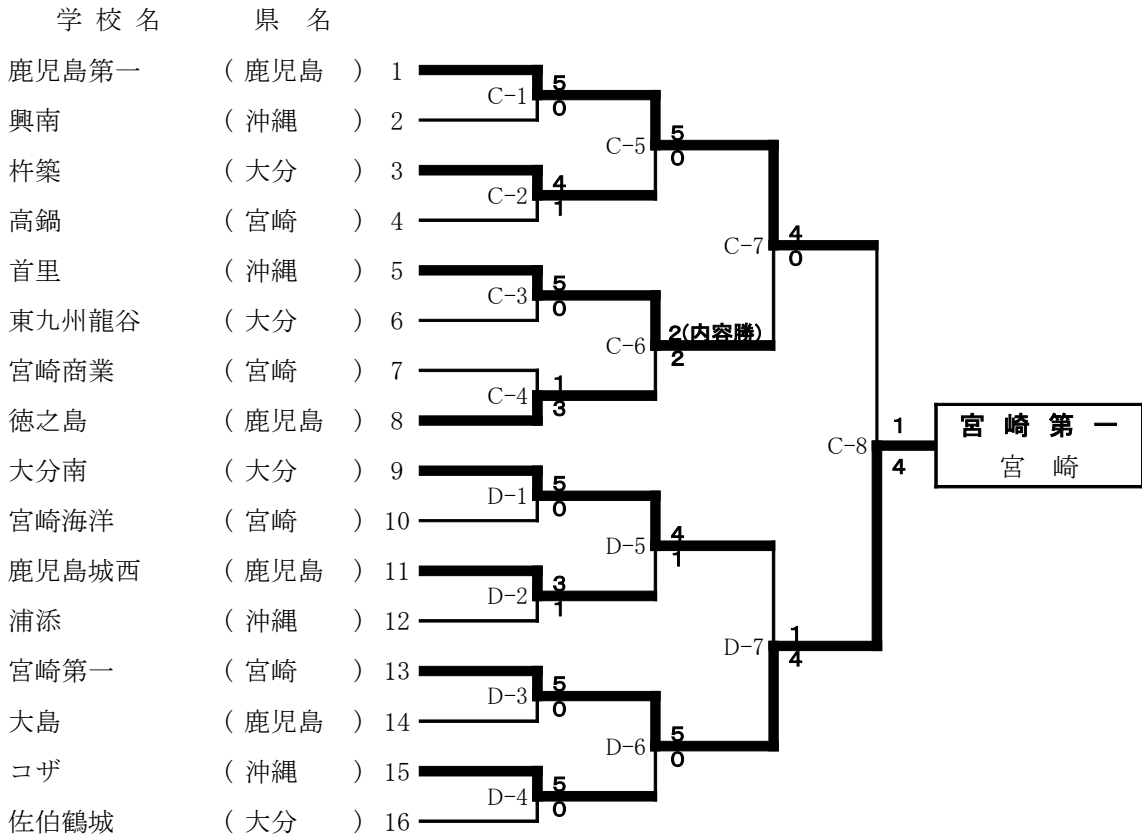 学校名 県名
鹿児島第一 (鹿児島) 1
C-1 5
0
興南 (沖縄) 2
C-5 5
0
杵築 (大分) 3
C-2 4
1
高鍋 (宮崎) 4
C-7 4
0
首里 (沖縄) 5
C-3 5
0
東九州龍谷 (大分) 6
C-6 2(内容勝)
2
宮崎商業 (宮崎) 7
C-4 1
3
徳之島 (鹿児島) 8
C-8 1
4
宮崎第一
宮崎
大分南 (大分) 9
D-1 5
0
宮崎海洋 (宮崎) 10
D-5 4
1
鹿児島城西 (鹿児島) 11
D-2 3
1
浦添 (沖縄) 12
D-7 1
4
宮崎第一 (宮崎) 13
D-3 5
0
大島 (鹿児島) 14
D-6 5
0
コザ (沖縄) 15
D-4 5
0
佐伯鶴城 (大分) 16